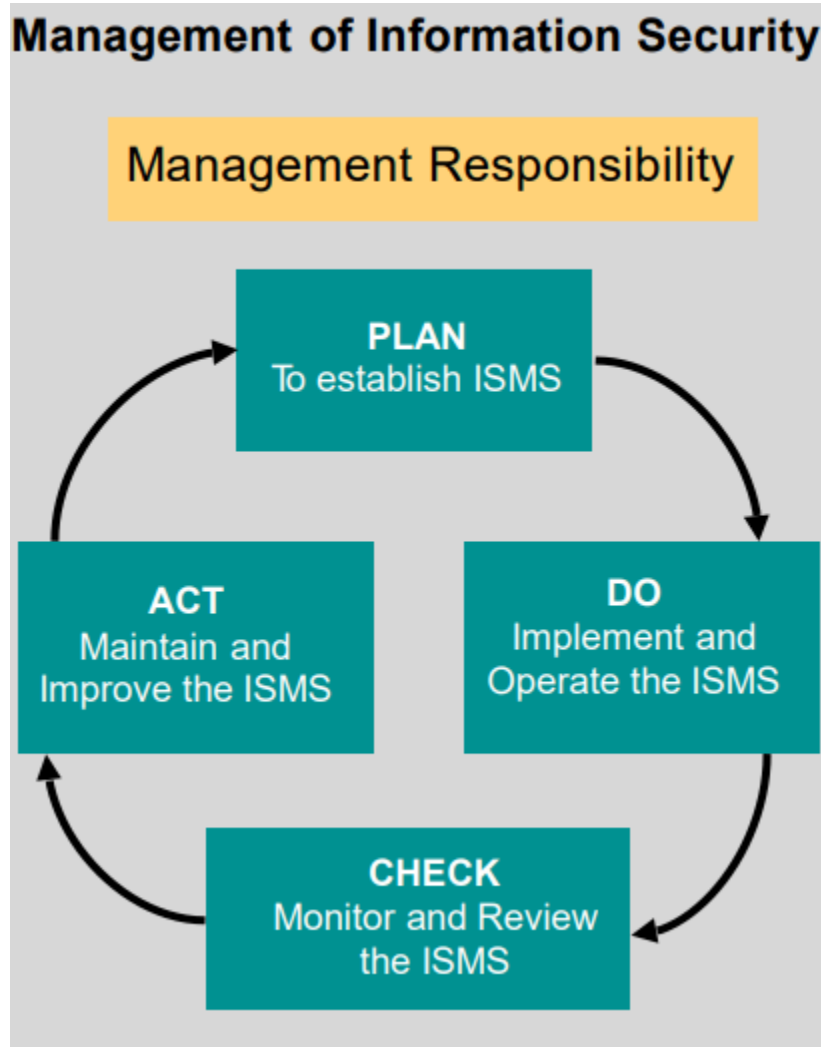 Management of Information Security
Management Responsibility
PLAN
To establish ISMS
DO
Implement and
Operate the ISMS
CHECK
Monitor and Review
the ISMS
ACT
Maintain and
Improve the ISMS